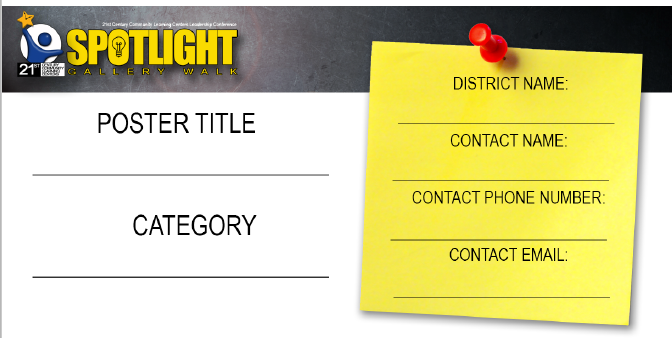 21st Century Community Learning Centers Leadership Conference
SPOTLIGHT
GALLERY WALK
21ST
POSTER TITLE
CATEGORY
DISTRICT NAME:
CONTACT NAME:
CONTACT PHONE NUMBER:
CONTACT EMAIL: